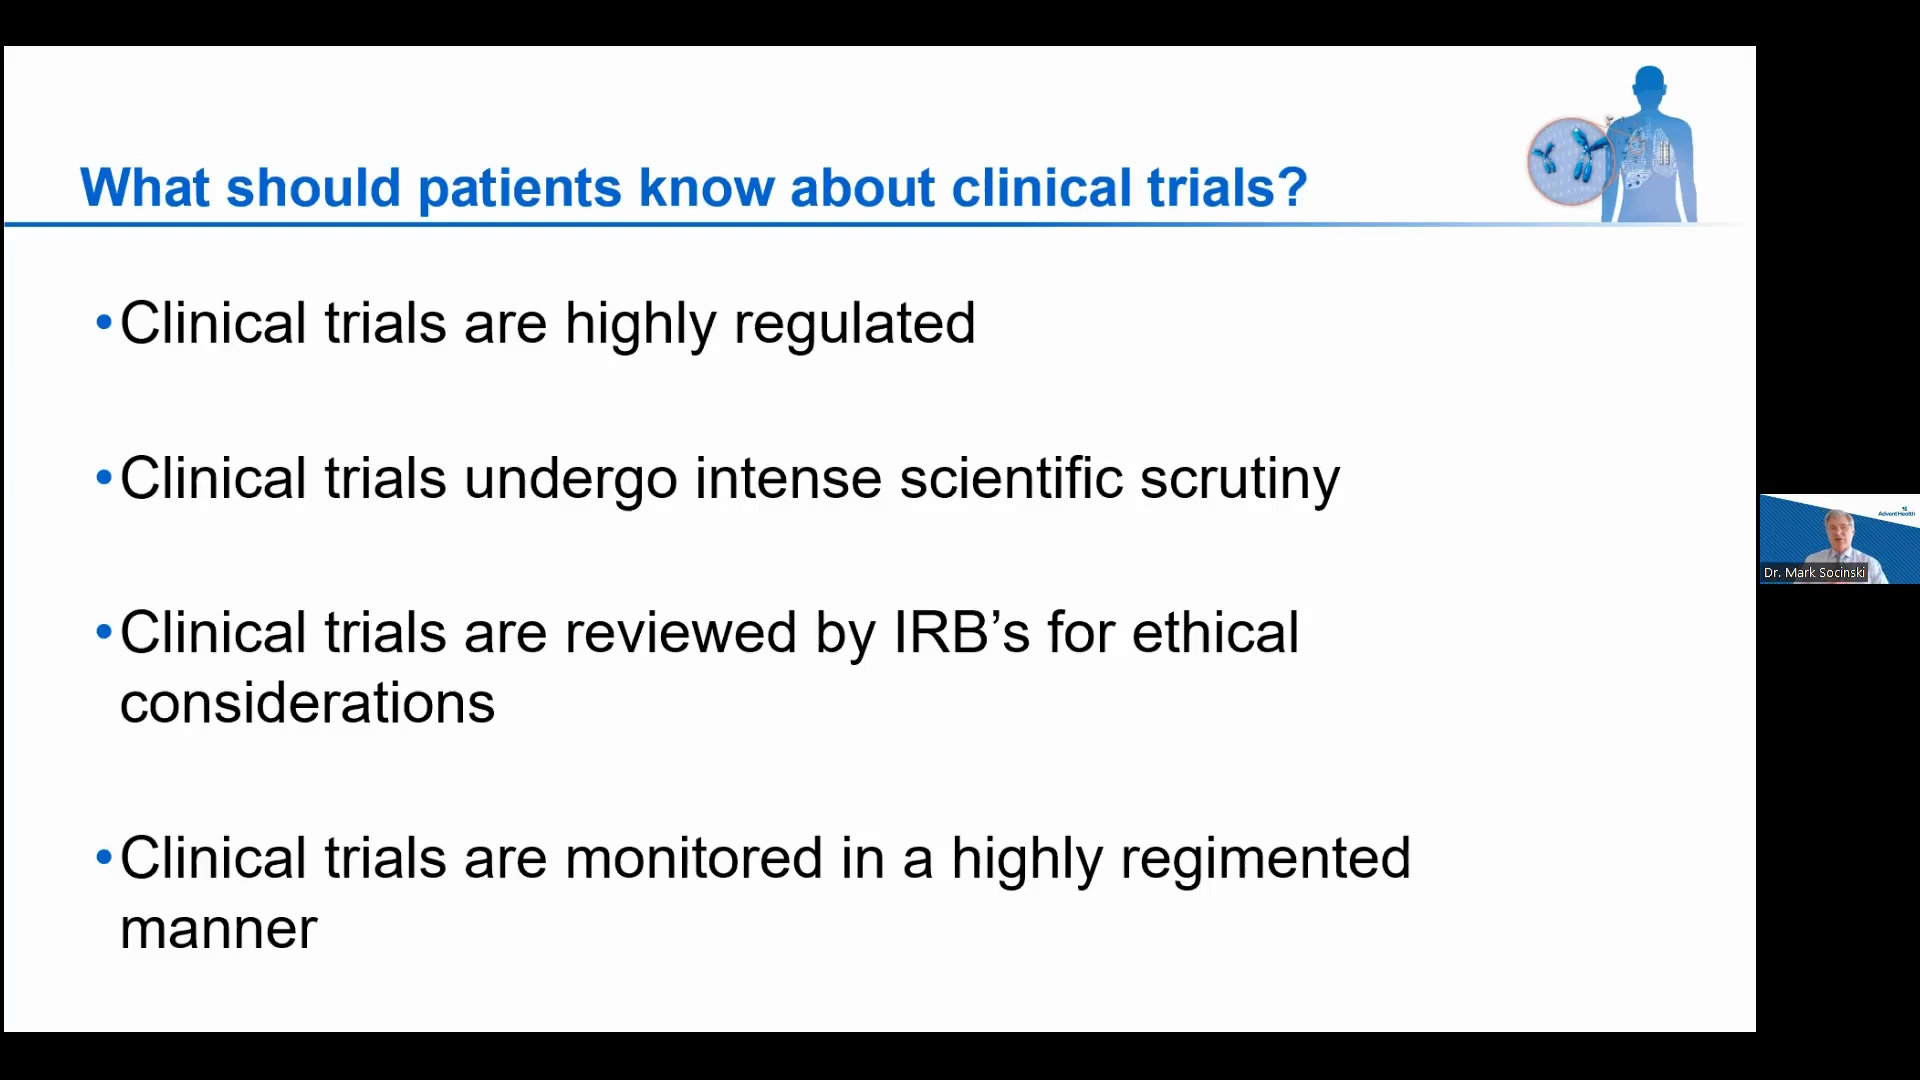 What should patients know about clinical trials?
•Clinical trials are highly regulated
•Clinical trials undergo intense scientific scrutiny
•Clinical trials are reviewed by IRB’s for ethical
considerations
•Clinical trials are monitored in a highly regimented
manner
AdventHealth
Dr. Mark Socinski